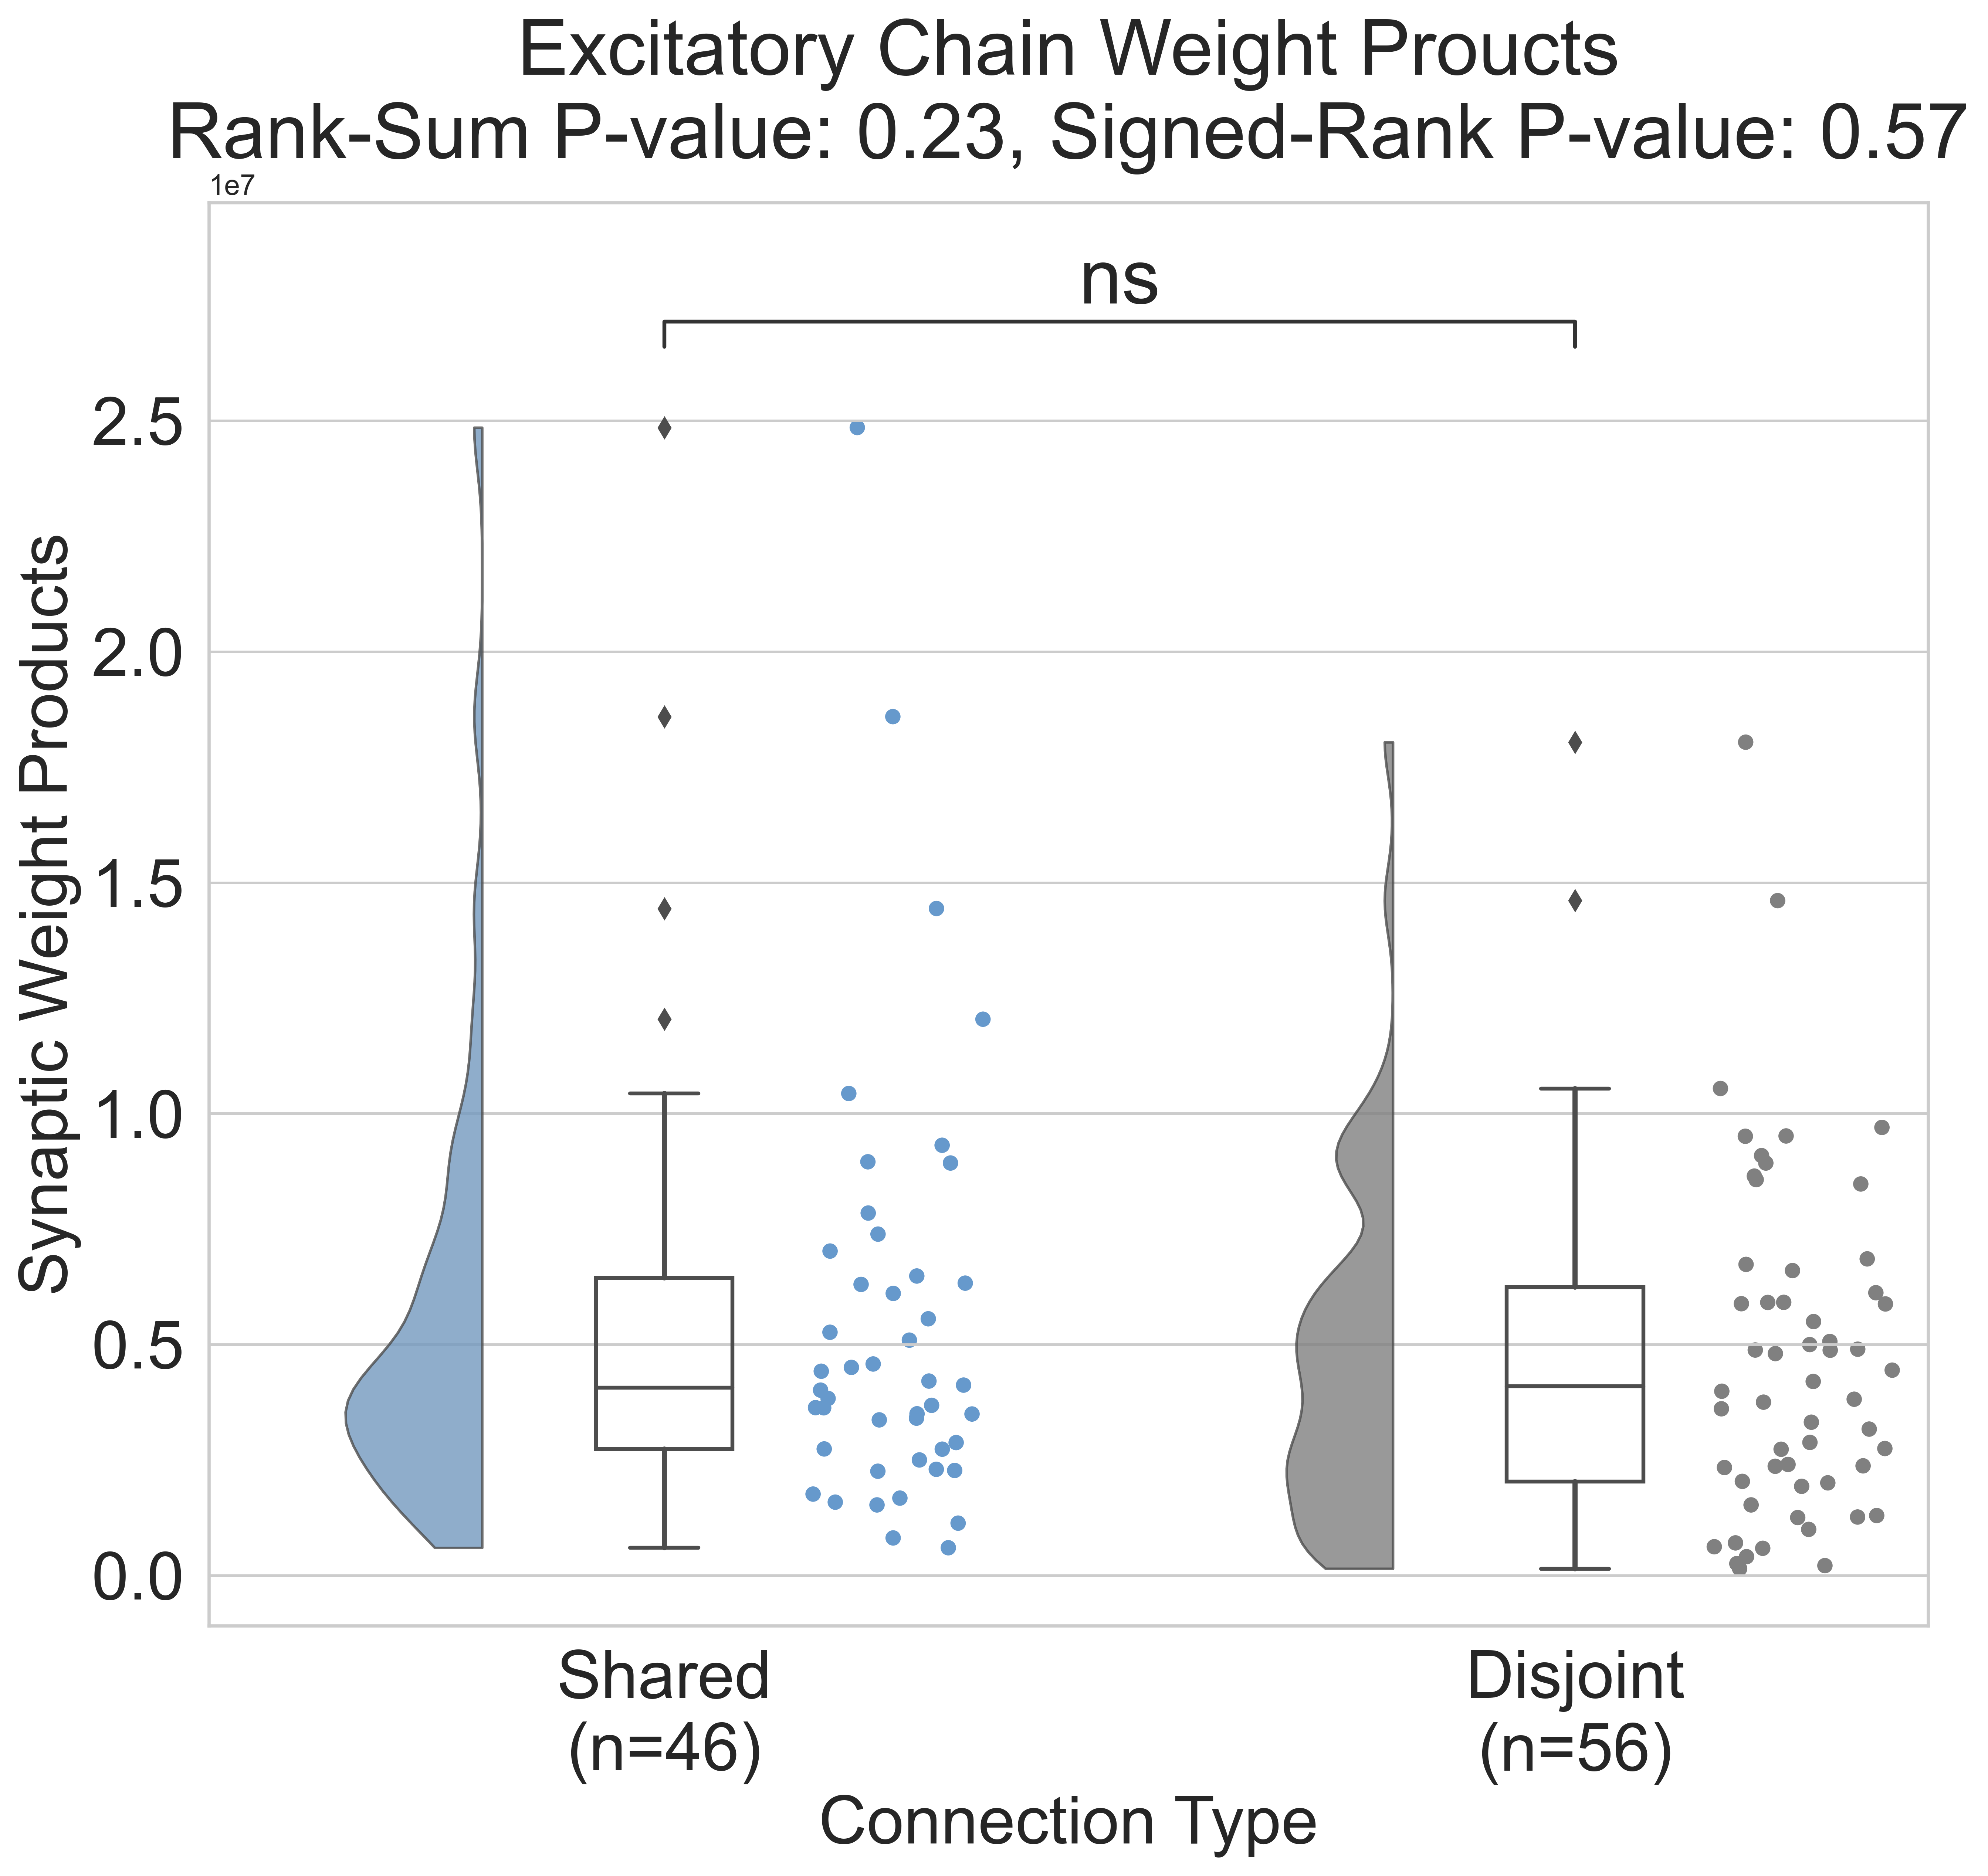 Excitatory Chain Weight Proucts
Rank-Sum P-value: 0.23, Signed-Rank P-value: 0.57
1e7
ns
2.5
2.0
1.5
1.0
0.5
0.0
Synaptic Weight Products
Shared
(n=46)
Disjoint
(n=56)
Connection Type